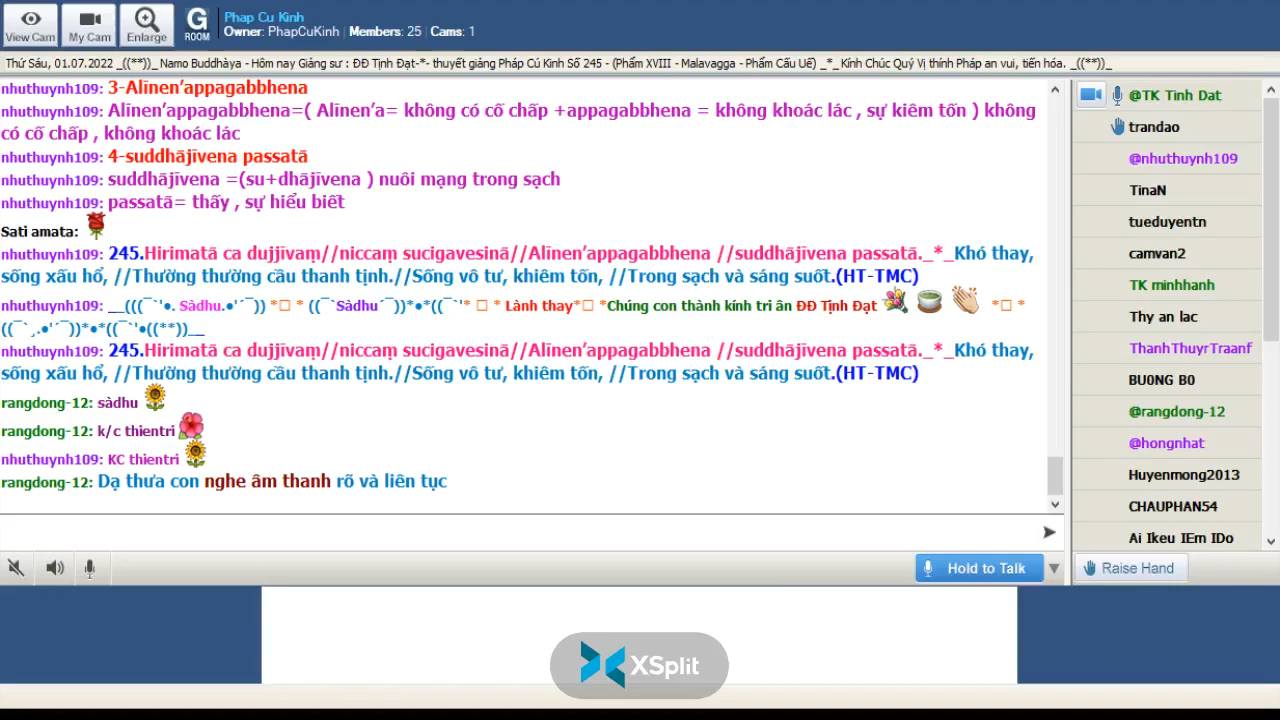 View Cam
My Cam
Enlarge
G
ROOM
Phap Cu Kinh
Owner: PhapCuKinh | Members: 25 | Cams: 1
Thứ Sáu, 01.07.2022 _((**))_ Namo Buddhàya - Hôm nay Giảng sư : ĐĐ Tịnh Đạt-*- thuyết giảng Pháp Cú Kinh Số 245 - (Phẩm XVIII - Malavagga - Phẩm Cấu Uế) _*_ Kính Chúc Quý Vị thính Pháp an vui, tiến hóa. _((**))_
nhuthuynh109: 3-Alīnen'appagabbhena
nhuthuynh109: Alīnen'appagabbhena=( Alīnen'a= không có cố chấp +appagabbhena = không khoác lác , sự kiêm tốn ) không
có cố chấp , không khoác lác
nhuthuynh109: 4-suddhājīvena passatā
nhuthuynh109: suddhājīvena =(su+dhājīvena ) nuôi mạng trong sạch
nhuthuynh109: passatā= thấy , sự hiểu biết
Sati amata:
nhuthuynh109: 245.Hirimatā ca dujjīvaṃ//niccaṃ sucigavesinā//Alīnen'appagabbhena //suddhājīvena passatā._*_Khó thay,
sống xấu hổ, //Thường thường cầu thanh tịnh.//Sống vô tư, khiêm tốn, //Trong sạch và sáng suốt.(HT-TMC)
nhuthuynh109: __(((¯`'•. Sàdhu.•'´¯)) *□ * ((¯`Sàdhu´¯))*•*((¯`'* □ * Lành thay*□ *Chúng con thành kính tri ân ĐĐ Tịnh Đạt *□ *
((¯`¸.•'´¯))*•*((¯`'•((**))__
nhuthuynh109: 245.Hirimatā ca dujjīvaṃ//niccaṃ sucigavesinā//Alīnen'appagabbhena //suddhājīvena passatā._*_Khó thay,
sống xấu hổ, //Thường thường cầu thanh tịnh.//Sống vô tư, khiêm tốn, //Trong sạch và sáng suốt.(HT-TMC)
rangdong-12: sàdhu
rangdong-12: k/c thientri
nhuthuynh109: KC thientri
rangdong-12: Dạ thưa con nghe âm thanh rõ và liên tục
Hold to Talk
@TK Tinh Dat
trandao
@nhuthuynh109
TinaN
tueduyentn
camvan2
TK minhhanh
Thy an lac
ThanhThuyrTraanf
BU0NG B0
@rangdong-12
@hongnhat
Huyenmong2013
CHAUPHAN54
Ai Ikeu IEm IDo
Raise Hand
XSplit